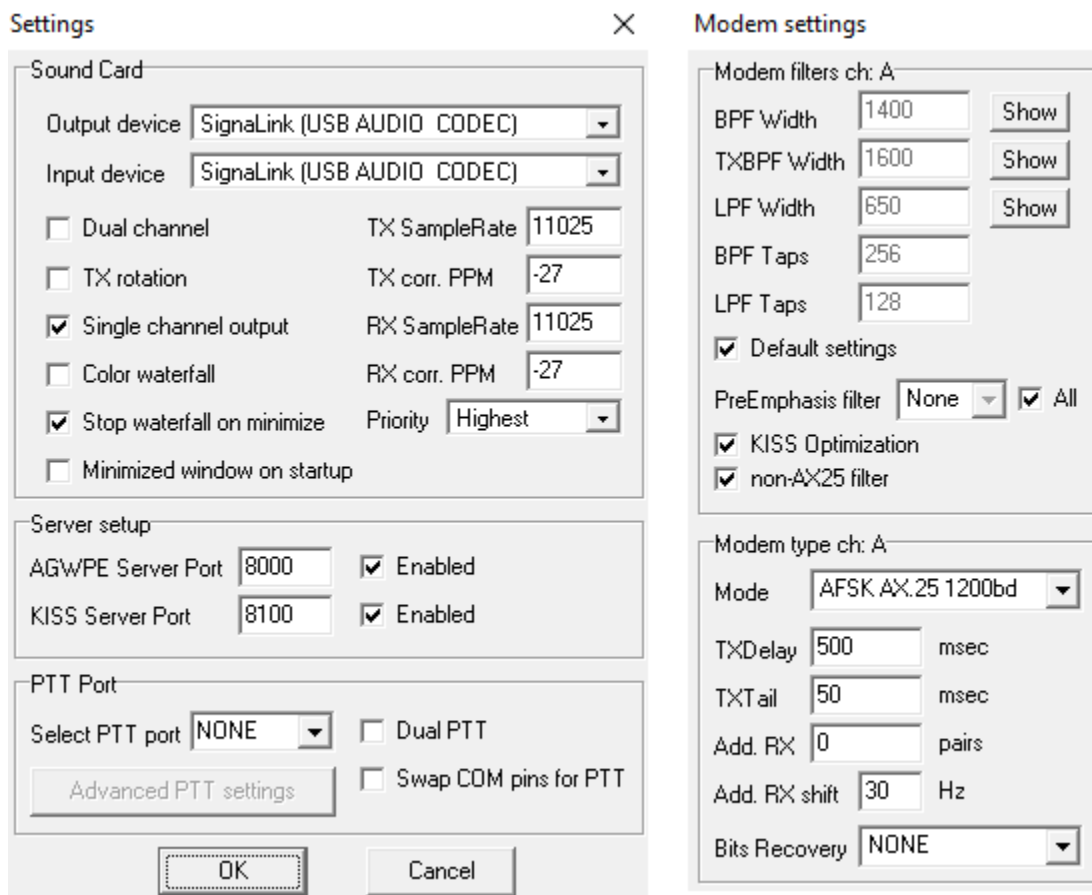 Settings
Sound Card
Output device SignaLink (USB AUDIO CODEC)
Input device SignaLink (USB AUDIO CODEC)
Dual channel TX SampleRate 11025
TX rotation TX corr. PPM -27
Single channel output RX SampleRate 11025
Color waterfall RX corr. PPM -27
Stop waterfall on minimize Priority Highest
Minimized window on startup
Server setup
AGWPE Server Port 8000 Enabled
KISS Server Port 8100 Enabled
PTT Port
Select PTT port NONE Dual PTT
Advanced PTT settings Swap COM pins for PTT
OK Cancel
Modem settings
Modem filters ch: A
BPF Width 1400 Show
TXBPF Width 1600 Show
LPF Width 650 Show
BPF Taps 256
LPF Taps 128
Default settings
PreEmphasis filter None All
KISS Optimization
non-AX25 filter
Modem type ch: A
Mode AFSK AX.25 1200bd
TXDelay 500 msec
TXTail 50 msec
Add. RX 0 pairs
Add. RX shift 30 Hz
Bits Recovery NONE